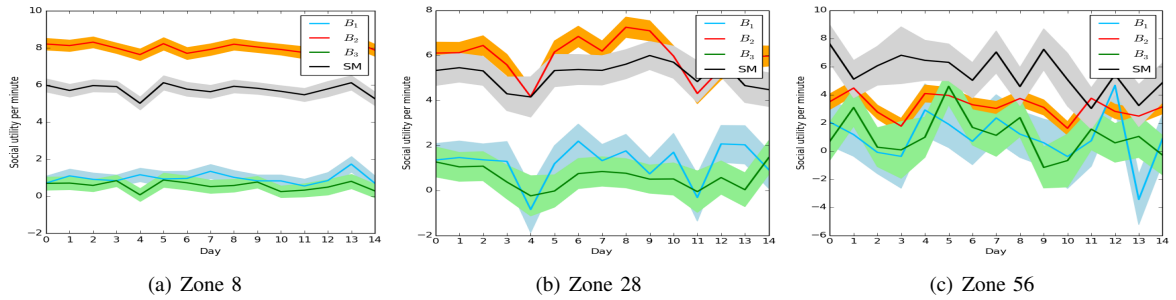 10
8
6
4
2
0
−2
Social utility per minute
0 1 2 3 4 5 6 7 8 9 10 11 12 13 14
Day
B1
B2
B3
SM
(a) Zone 8
8
6
4
2
0
−2
Social utility per minute
0 1 2 3 4 5 6 7 8 9 10 11 12 13 14
Day
B1
B2
B3
SM
(b) Zone 28
10
8
6
4
2
0
−2
−4
−6
Social utility per minute
0 1 2 3 4 5 6 7 8 9 10 11 12 13 14
Day
B1
B2
B3
SM
(c) Zone 56